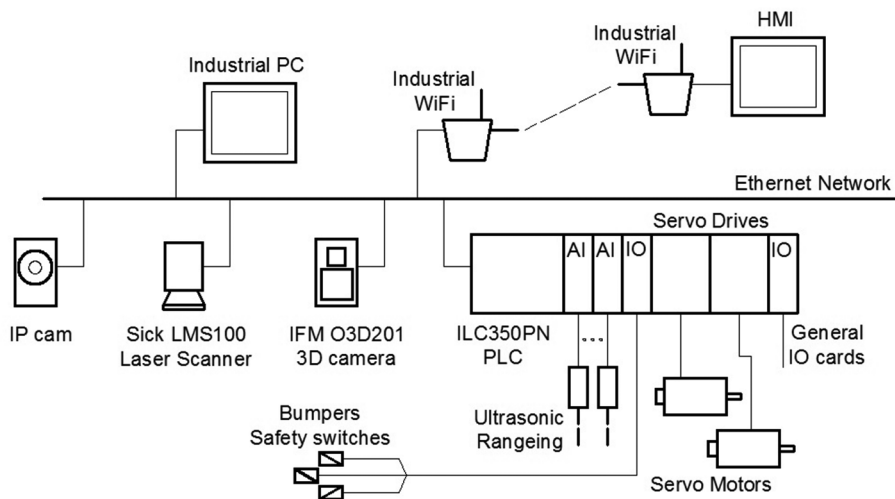 HMI
Industrial
WiFi
Industrial PC
Industrial
WiFi
Ethernet Network
Servo Drives
AI
AI
IO
IO
IP cam
Sick LMS100
Laser Scanner
IFM O3D201
3D camera
ILC350PN
PLC
General
IO cards
Ultrasonic
Rangeing
Bumpers
Safety switches
Servo Motors